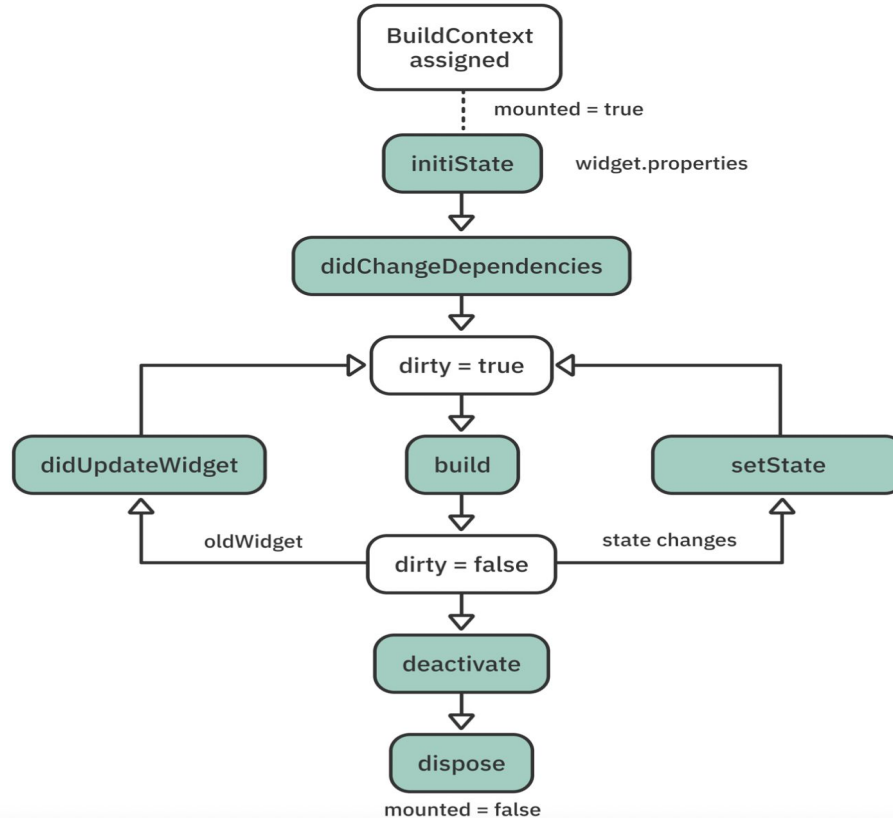 BuildContext
assigned
mounted = true
initiState
widget.properties
didChangeDependencies
dirty = true
didUpdateWidget
build
setState
oldWidget
state changes
dirty = false
deactivate
dispose
mounted = false